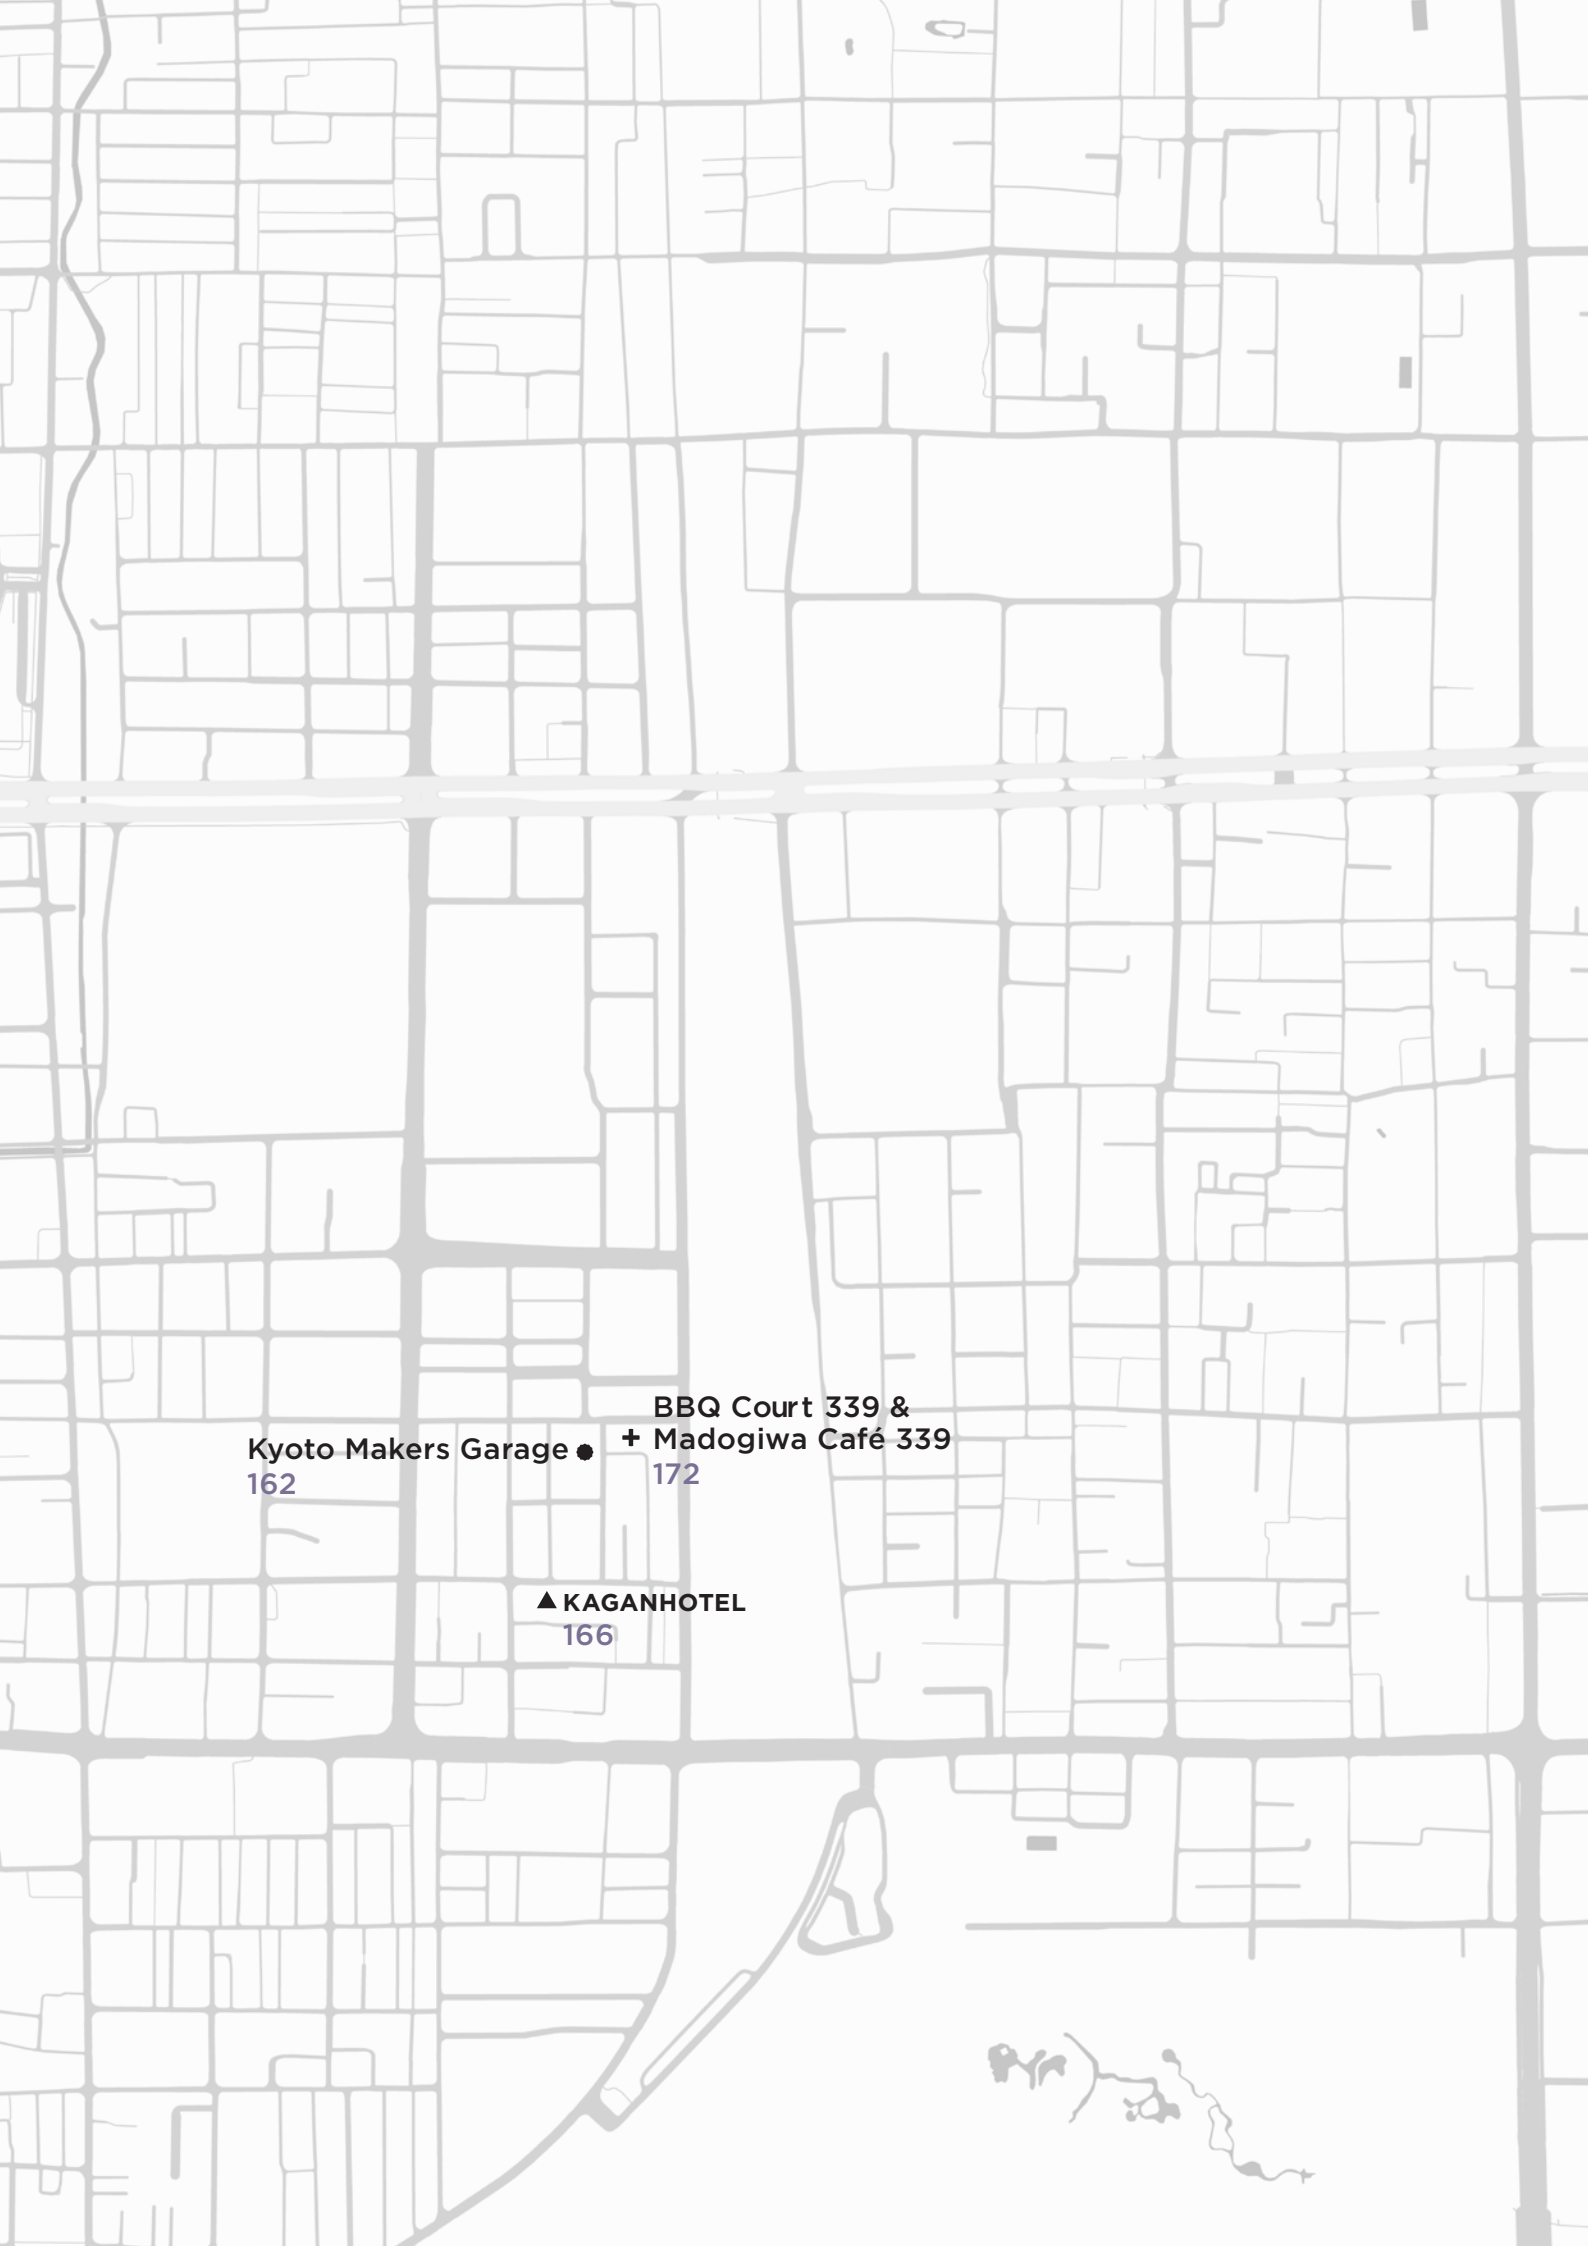 BBQ Court 339 &
Madogiwa Café 339
172
Kyoto Makers Garage
162
KAGANHOTEL
166